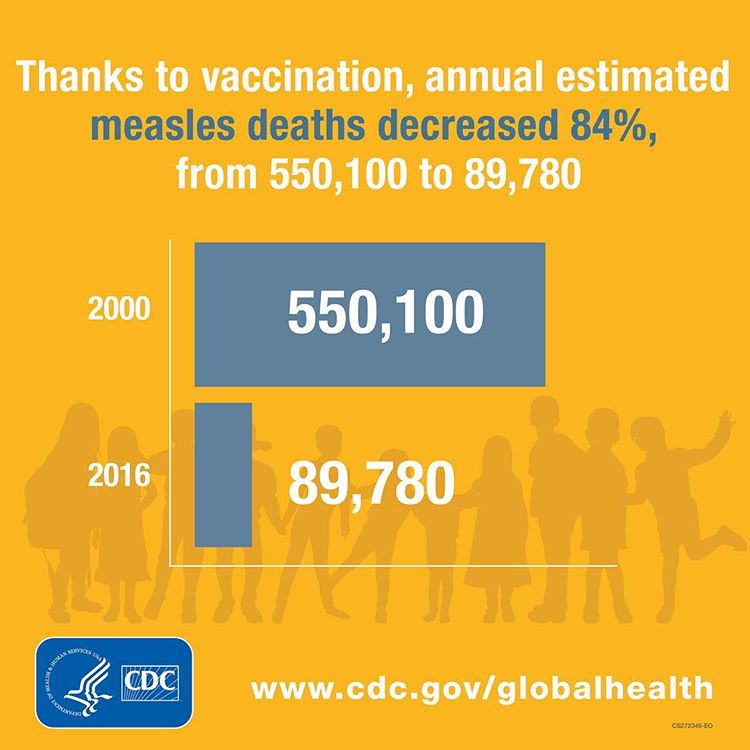 Thanks to vaccination, annual estimated
measles deaths decreased 84%,
from 550,100 to 89,780
2000
550,100
2016
89,780
DEPARTMENT OF HEALTH & HUMAN SERVICES USA
CDC
www.cdc.gov/globalhealth
CS272346-EO